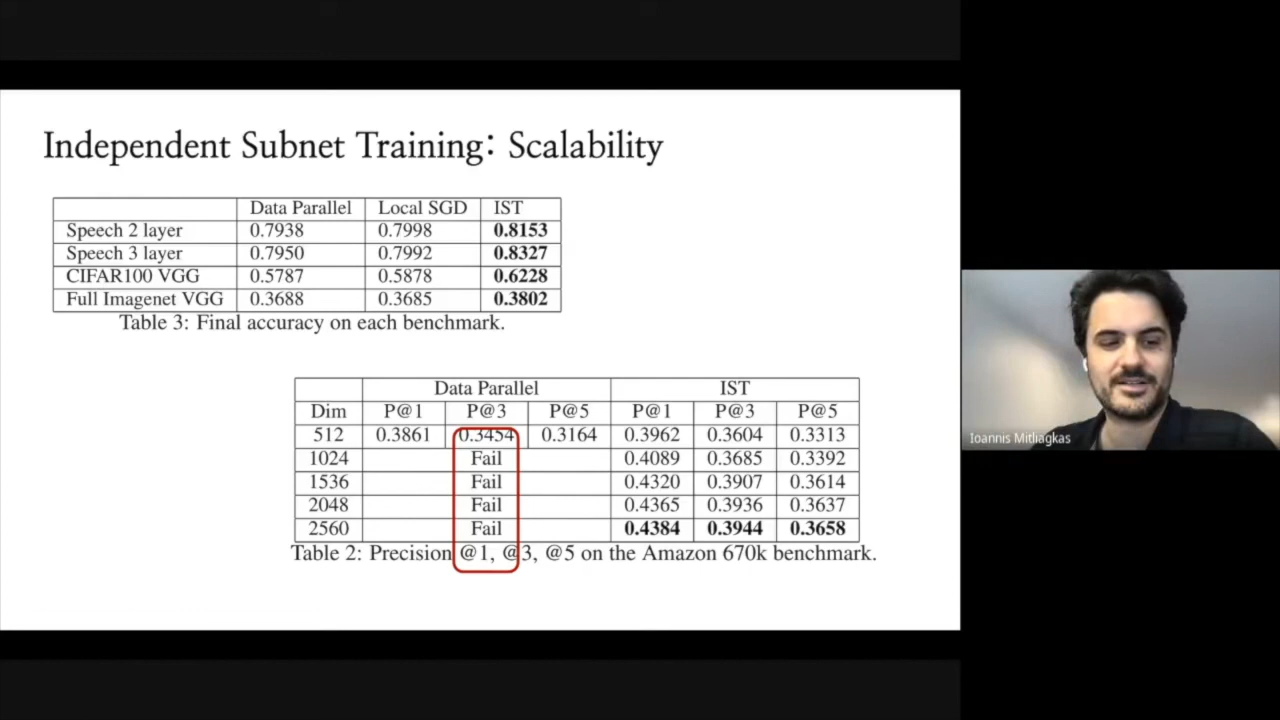 Independent Subnet Training: Scalability
Data Parallel Local SGD IST
Speech 2 layer 0.7938 0.7998 0.8153
Speech 3 layer 0.7950 0.7992 0.8327
CIFAR100 VGG 0.5787 0.5878 0.6228
Full Imagenet VGG 0.3688 0.3685 0.3802
Table 3: Final accuracy on each benchmark.
Data Parallel IST
Dim P@1 P@3 P@5 P@1 P@3 P@5
512 0.3861 0.3454 0.3164 0.3962 0.3604 0.3313
1024 Fail 0.4089 0.3685 0.3392
1536 Fail 0.4320 0.3907 0.3614
2048 Fail 0.4365 0.3936 0.3637
2560 Fail 0.4384 0.3944 0.3658
Table 2: Precision @1, @3, @5 on the Amazon 670k benchmark.
Ioannis Mitliagkas